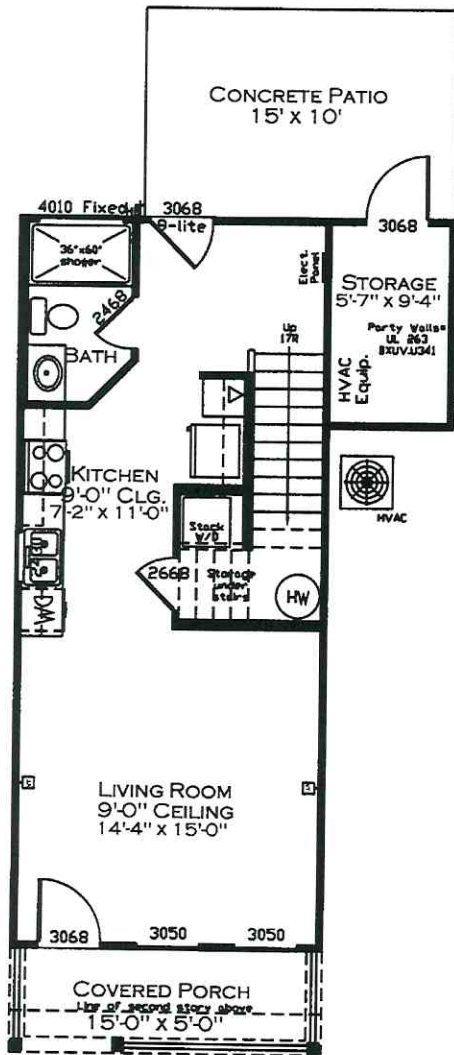 CONCRETE PATIO
15' x 10'
4010 Fixed
3068
9-lite
3068
36"x60"
shower
2468
Elect.
Panel
STORAGE
5'-7" x 9'-4"
Party Walls=
UL 263
BXUV.U341
HVAC
Equip.
Up
17R
BATH
KITCHEN
9'-0" CLG.
7'-2" x 11'-0"
HVAC
Stack
W/D
2668
Storage
under
stairs
HW
DW
LIVING ROOM
9'-0" CEILING
14'-4" x 15'-0"
3068
3050
3050
COVERED PORCH
Line of second story above
15'-0" x 5'-0"